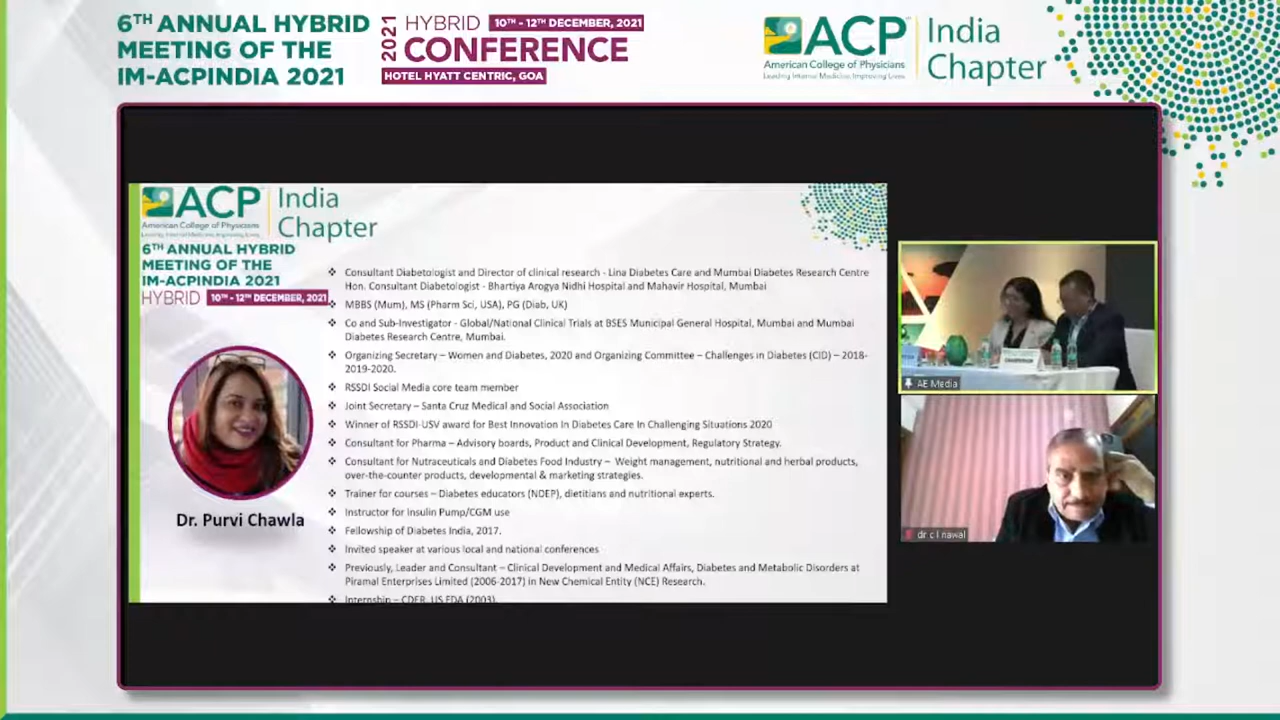 6TH ANNUAL HYBRID
MEETING OF THE
IM-ACPINDIA 2021
2021
HYBRID 10TH - 12TH DECEMBER, 2021
CONFERENCE
HOTEL HYATT CENTRIC, GOA
ACP
American College of Physicians
Leading Internal Medicine, Improving Lives
India
Chapter
ACP
American College of Physicians
Leading Internal Medicine, Improving Lives
India
Chapter
6TH ANNUAL HYBRID
MEETING OF THE
IM-ACPINDIA 2021
HYBRID 10TH - 12TH DECEMBER, 2021
Dr. Purvi Chawla
❖ Consultant Diabetologist and Director of clinical research - Lina Diabetes Care and Mumbai Diabetes Research Centre
Hon. Consultant Diabetologist - Bhartiya Arogya Nidhi Hospital and Mahavir Hospital, Mumbai
❖ MBBS (Mum), MS (Pharm Sci, USA), PG (Diab, UK)
❖ Co and Sub-Investigator - Global/National Clinical Trials at BSES Municipal General Hospital, Mumbai and Mumbai
Diabetes Research Centre, Mumbai.
❖ Organizing Secretary – Women and Diabetes, 2020 and Organizing Committee – Challenges in Diabetes (CID) – 2018-
2019-2020.
❖ RSSDI Social Media core team member
❖ Joint Secretary – Santa Cruz Medical and Social Association
❖ Winner of RSSDI-USV award for Best Innovation In Diabetes Care In Challenging Situations 2020
❖ Consultant for Pharma – Advisory boards, Product and Clinical Development, Regulatory Strategy.
❖ Consultant for Nutraceuticals and Diabetes Food Industry – Weight management, nutritional and herbal products,
over-the-counter products, developmental & marketing strategies.
❖ Trainer for courses – Diabetes educators (NDEP), dietitians and nutritional experts.
❖ Instructor for Insulin Pump/CGM use
❖ Fellowship of Diabetes India, 2017.
❖ Invited speaker at various local and national conferences
❖ Previously, Leader and Consultant – Clinical Development and Medical Affairs, Diabetes and Metabolic Disorders at
Piramal Enterprises Limited (2006-2017) in New Chemical Entity (NCE) Research.
❖ Internship – CDER, US FDA (2003).
CHAIRPERSON
AE Media
dr c l nawal